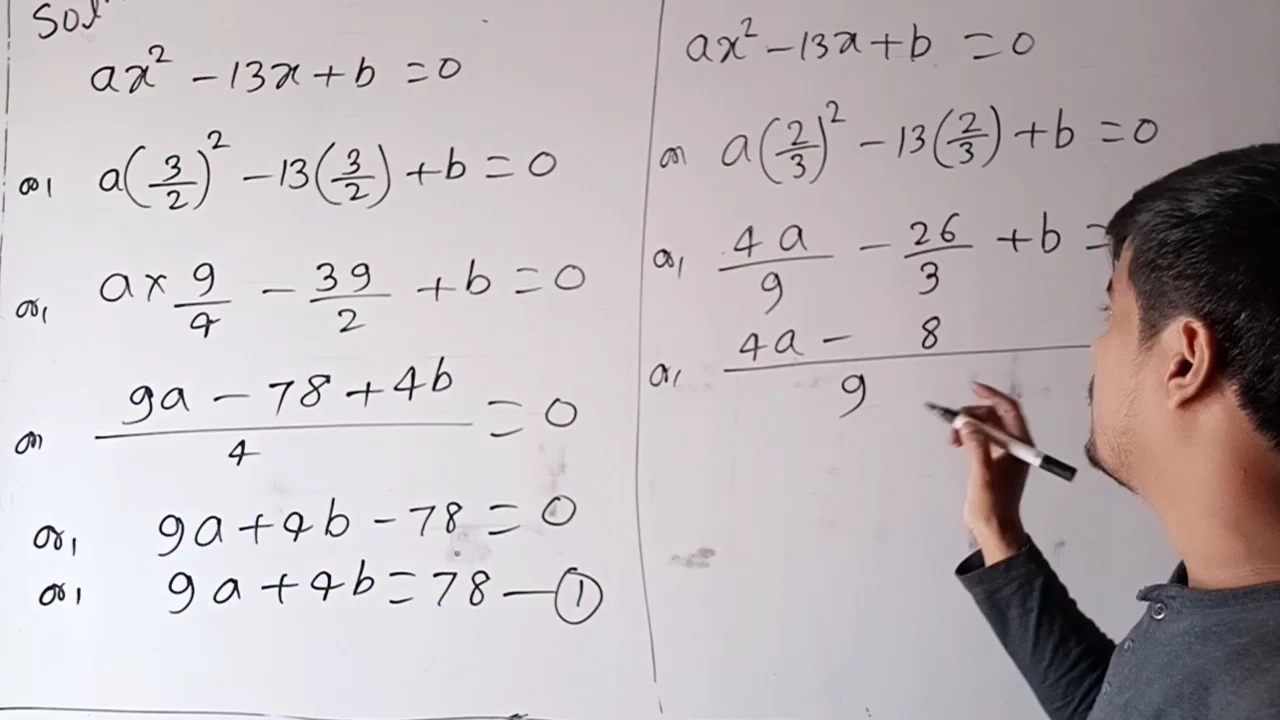 Solⁿ
ax² - 13x + b = 0
or, a(3/2)² - 13(3/2) + b = 0
or, a x 9/4 - 39/2 + b = 0
or 9a - 78 + 4b / 4 = 0
or, 9a + 4b - 78 = 0
or, 9a + 4b = 78 — ①
ax² - 13x + b = 0
or a(2/3)² - 13(2/3) + b = 0
or, 4a/9 - 26/3 + b =
or, 4a - 8 / 9